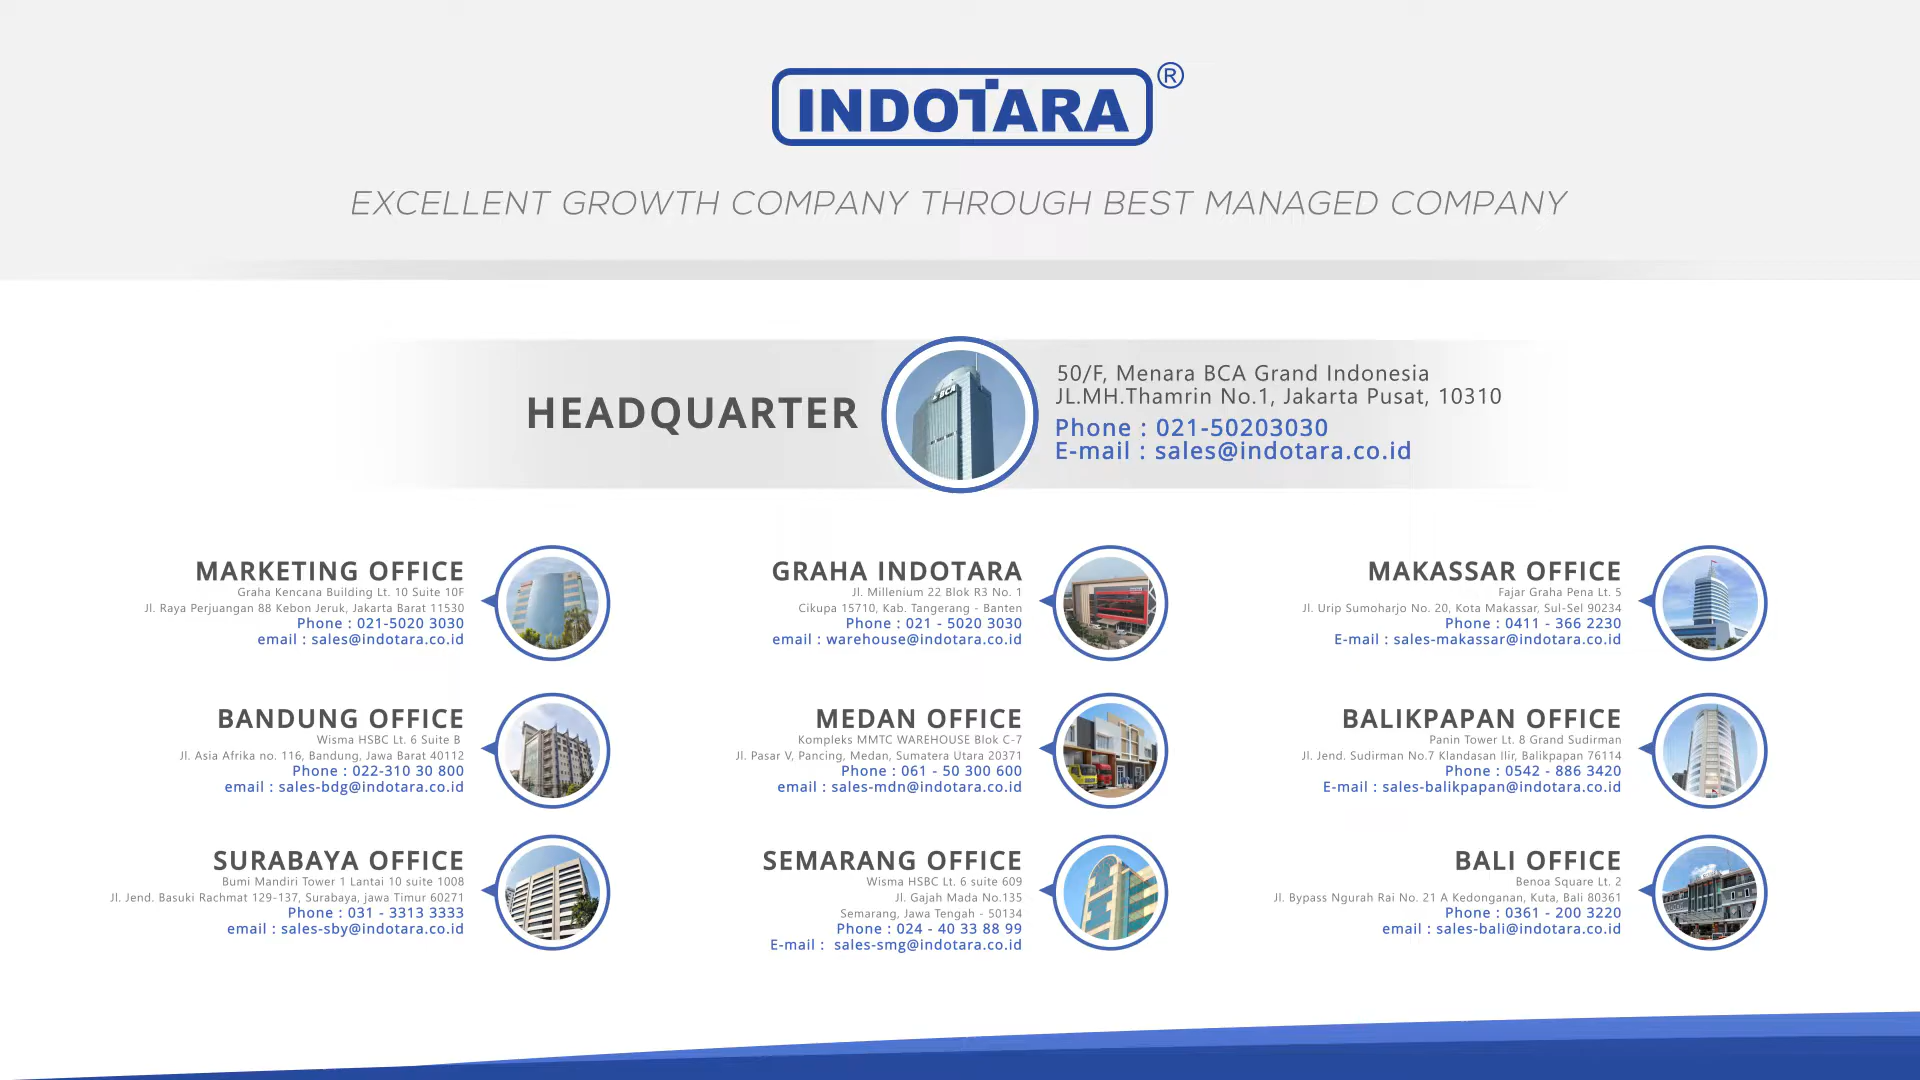 INDOTARA ®
EXCELLENT GROWTH COMPANY THROUGH BEST MANAGED COMPANY
HEADQUARTER
BCA
50/F, Menara BCA Grand Indonesia
JL.MH.Thamrin No.1, Jakarta Pusat, 10310
Phone : 021-50203030
E-mail : sales@indotara.co.id
MARKETING OFFICE
Graha Kencana Building Lt. 10 Suite 10F
Jl. Raya Perjuangan 88 Kebon Jeruk, Jakarta Barat 11530
Phone : 021-5020 3030
email : sales@indotara.co.id
GRAHA INDOTARA
Jl. Millenium 22 Blok R3 No. 1
Cikupa 15710, Kab. Tangerang - Banten
Phone : 021 - 5020 3030
email : warehouse@indotara.co.id
MAKASSAR OFFICE
Fajar Graha Pena Lt. 5
Jl. Urip Sumoharjo No. 20, Kota Makassar, Sul-Sel 90234
Phone : 0411 - 366 2230
E-mail : sales-makassar@indotara.co.id
BANDUNG OFFICE
Wisma HSBC Lt. 6 Suite B
Jl. Asia Afrika no. 116, Bandung, Jawa Barat 40112
Phone : 022-310 30 800
email : sales-bdg@indotara.co.id
MEDAN OFFICE
Kompleks MMTC WAREHOUSE Blok C-7
Jl. Pasar V, Pancing, Medan, Sumatera Utara 20371
Phone : 061 - 50 300 600
email : sales-mdn@indotara.co.id
BALIKPAPAN OFFICE
Panin Tower Lt. 8 Grand Sudirman
Jl. Jend. Sudirman No.7 Klandasan Ilir, Balikpapan 76114
Phone : 0542 - 886 3420
E-mail : sales-balikpapan@indotara.co.id
SURABAYA OFFICE
Bumi Mandiri Tower 1 Lantai 10 suite 1008
Jl. Jend. Basuki Rachmat 129-137, Surabaya, jawa Timur 60271
Phone : 031 - 3313 3333
email : sales-sby@indotara.co.id
SEMARANG OFFICE
Wisma HSBC Lt. 6 suite 609
Jl. Gajah Mada No.135
Semarang, Jawa Tengah - 50134
Phone : 024 - 40 33 88 99
E-mail :  sales-smg@indotara.co.id
BALI OFFICE
Benoa Square Lt. 2
Jl. Bypass Ngurah Rai No. 21 A Kedonganan, Kuta, Bali 80361
Phone : 0361 - 200 3220
email : sales-bali@indotara.co.id